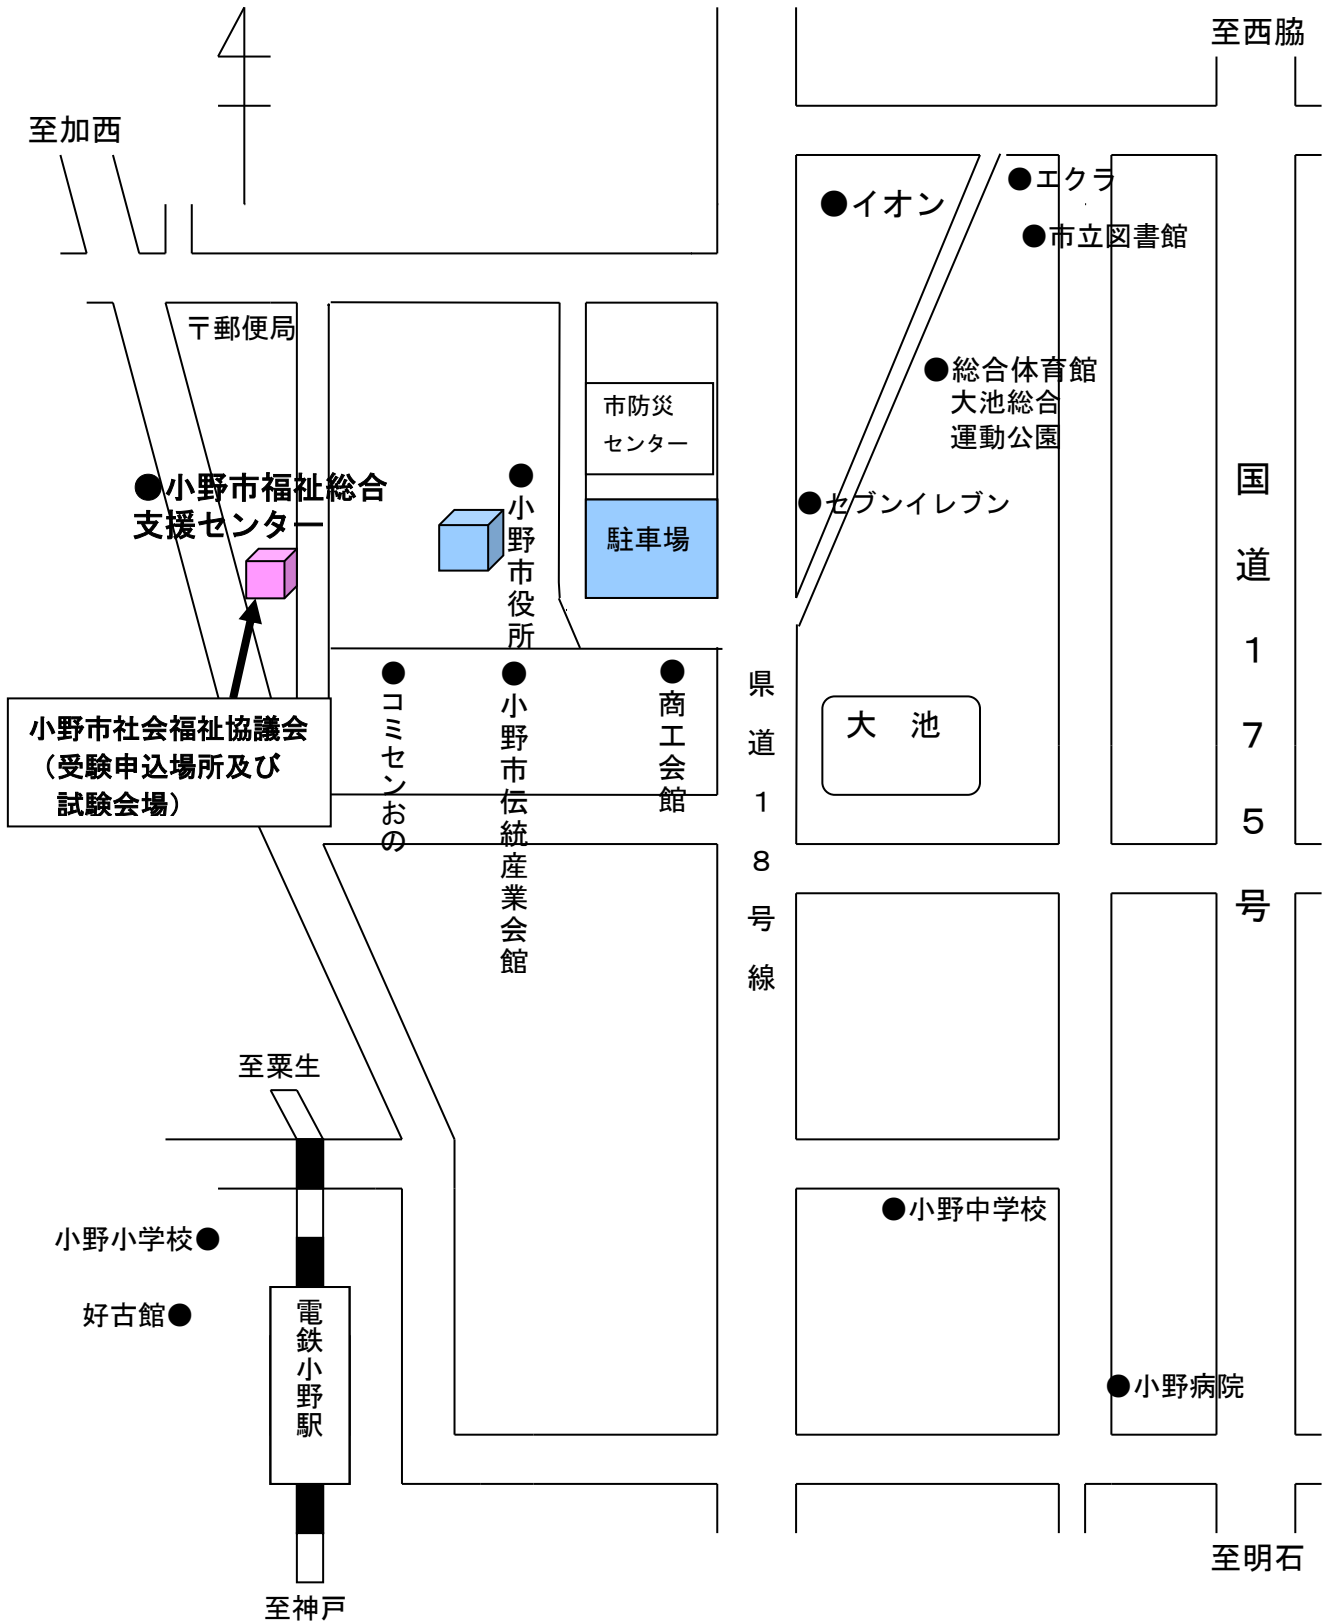 至西脇
至加西
●エクラ
●イオン
●市立図書館
〒郵便局
●総合体育館
大池総合
運動公園
市防災
センター
●小野市福祉総合
支援センター
●小野市役所
駐車場
●セブンイレブン
国道175号
小野市社会福祉協議会
（受験申込場所及び
試験会場）
●コミセンおの
●小野市伝統産業会館
●商工会館
県道18号線
大　池
至粟生
小野小学校●
好古館●
電鉄小野駅
●小野中学校
●小野病院
至明石
至神戸